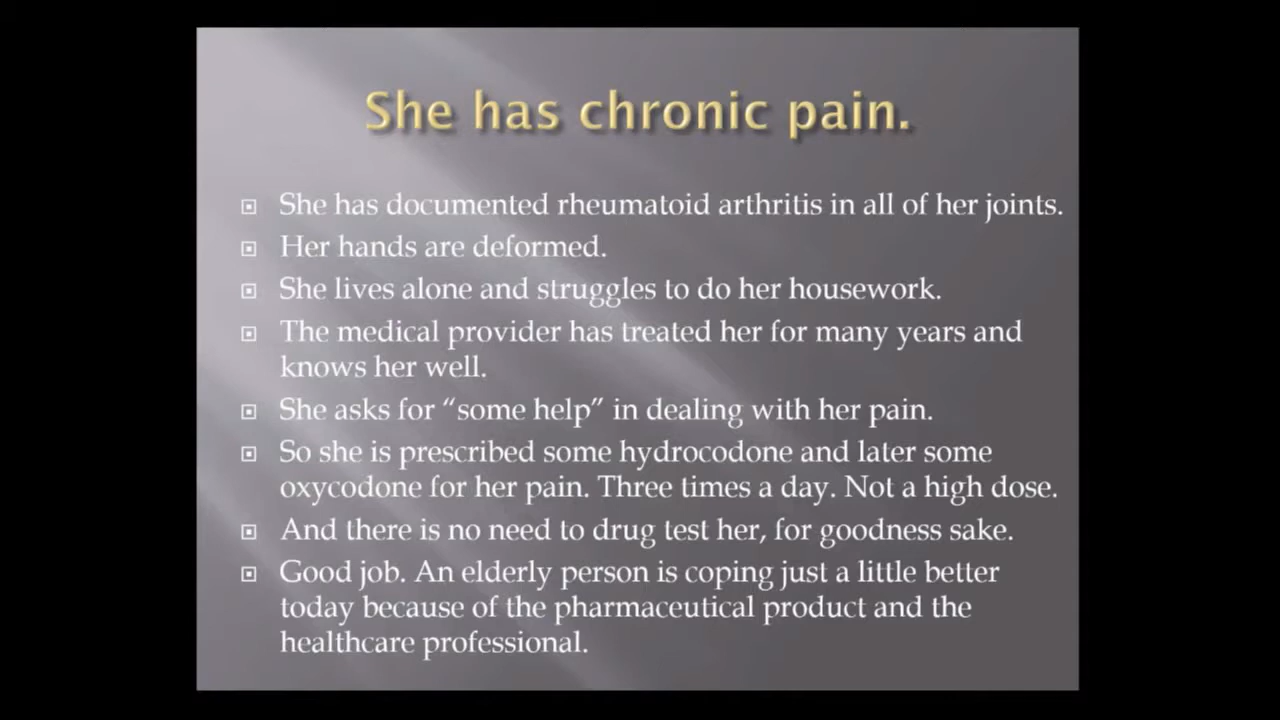 She has chronic pain.
She has documented rheumatoid arthritis in all of her joints.
Her hands are deformed.
She lives alone and struggles to do her housework.
The medical provider has treated her for many years and
knows her well.
She asks for “some help” in dealing with her pain.
So she is prescribed some hydrocodone and later some
oxycodone for her pain. Three times a day. Not a high dose.
And there is no need to drug test her, for goodness sake.
Good job. An elderly person is coping just a little better
today because of the pharmaceutical product and the
healthcare professional.